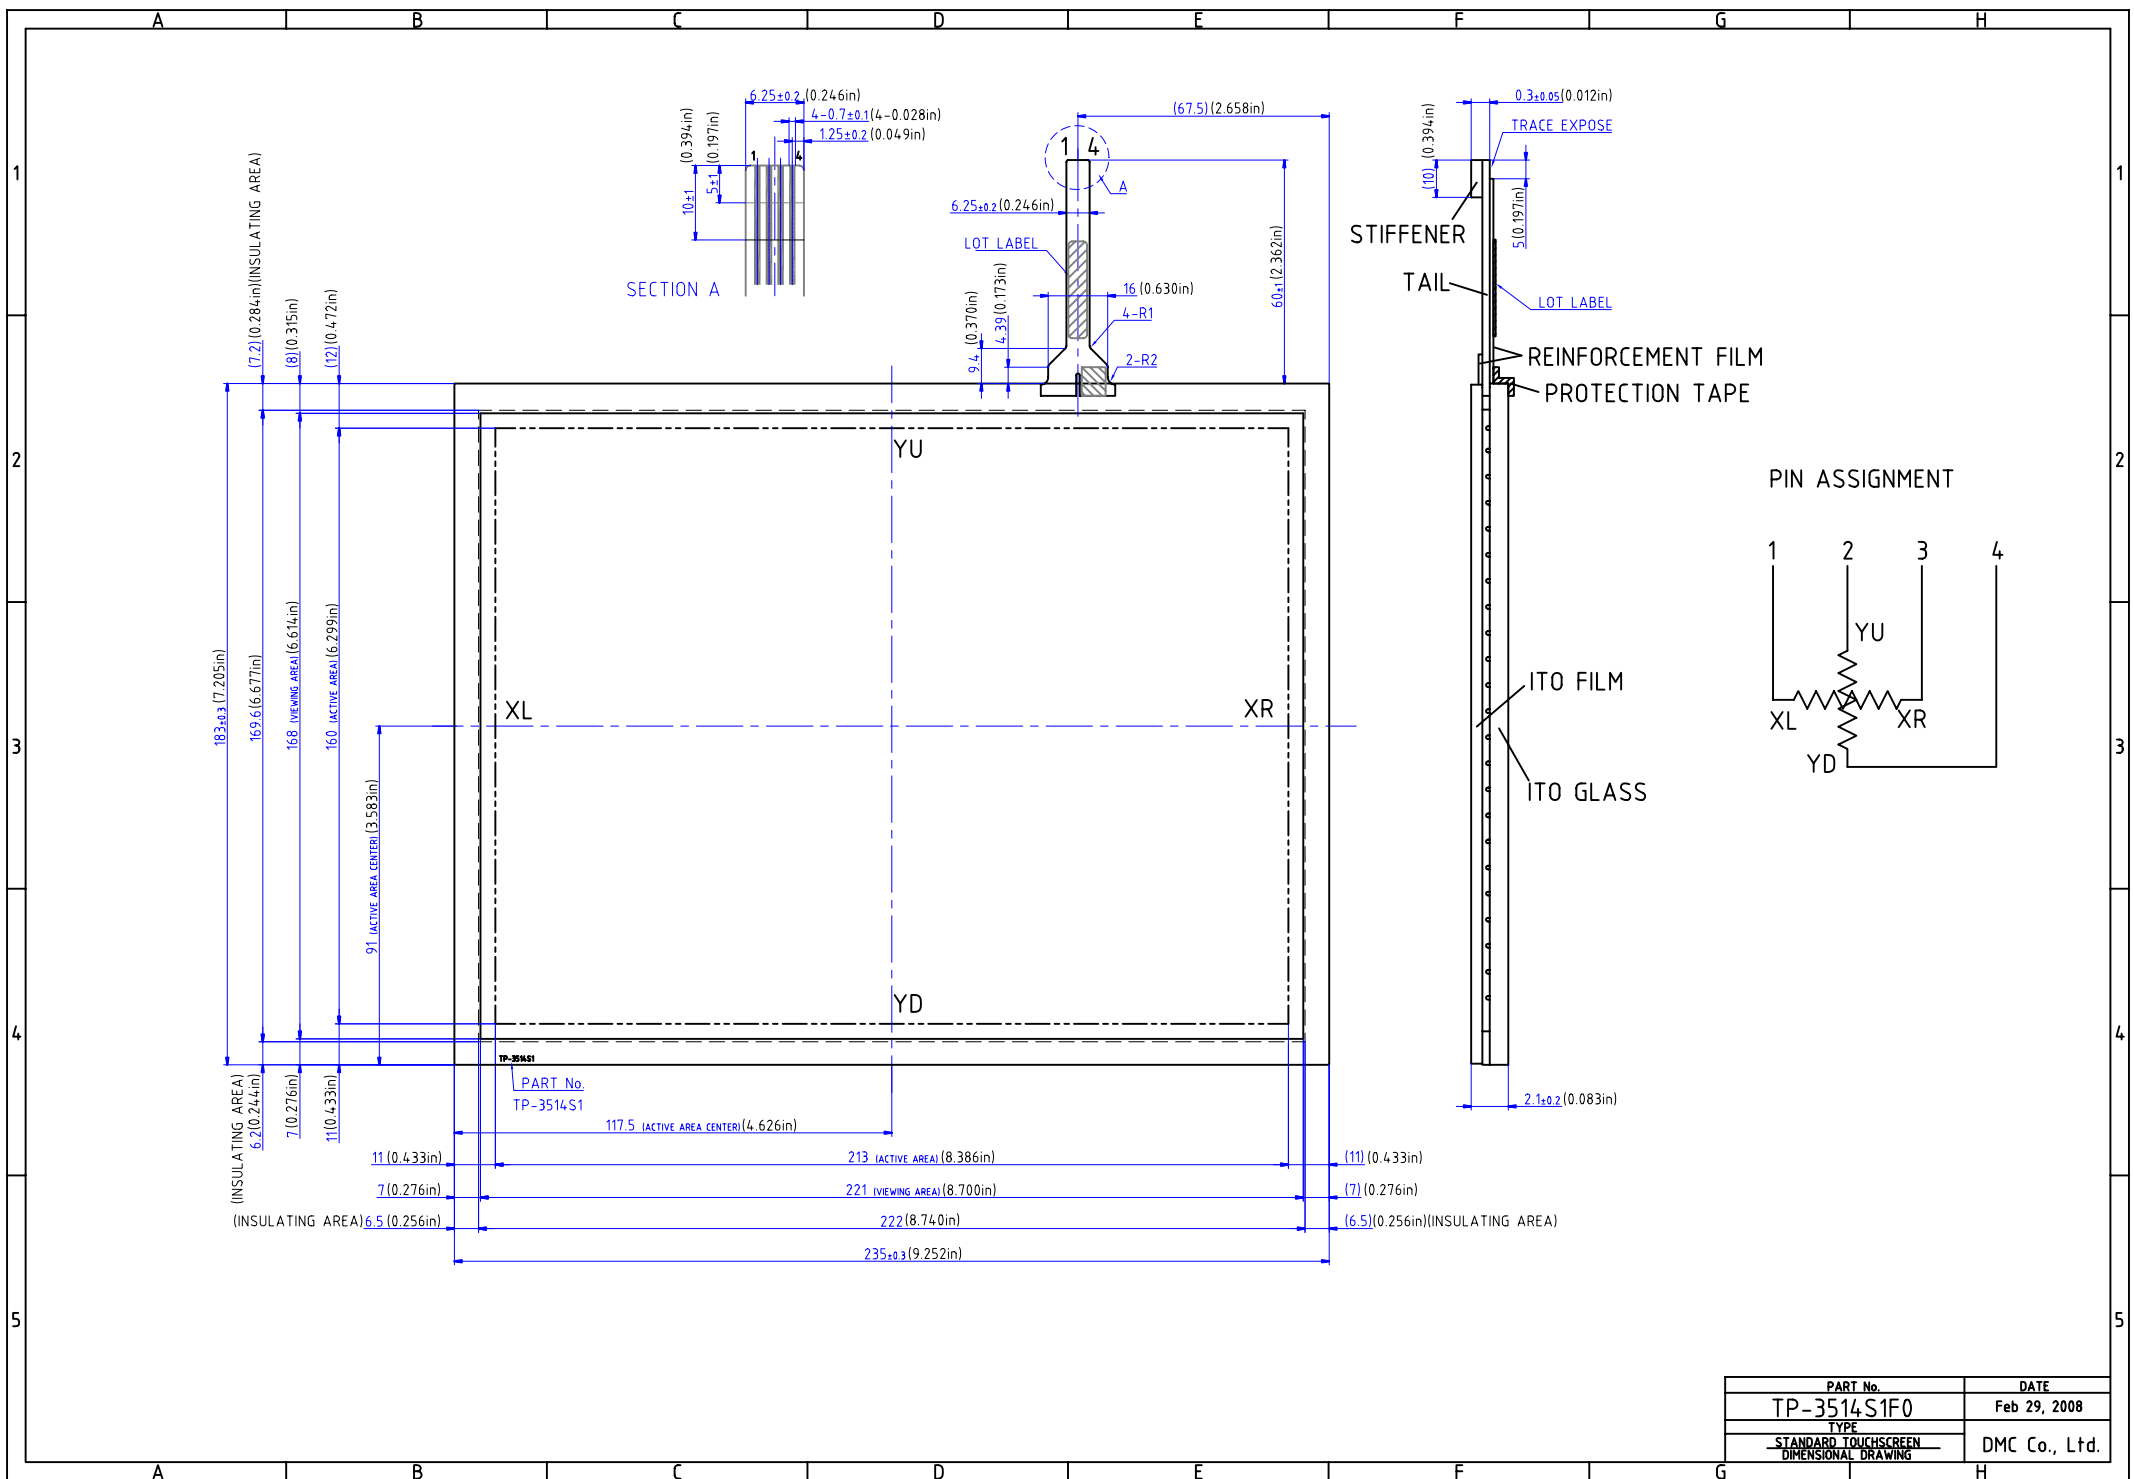 A B C D E F G H
1
2
3
4
5
6.25±0.2 (0.246in)
4-0.7±0.1 (4-0.028in)
1.25±0.2 (0.049in)
(0.394in)
10±1
(0.197in)
5±1
1 4
SECTION A
(67.5) (2.658in)
1 4
A
6.25±0.2 (0.246in)
LOT LABEL
16 (0.630in)
4-R1
2-R2
9.4 (0.370in)
4.39 (0.173in)
60±1 (2.362in)
0.3±0.05 (0.012in)
TRACE EXPOSE
(10) (0.394in)
5 (0.197in)
STIFFENER
TAIL
LOT LABEL
REINFORCEMENT FILM
PROTECTION TAPE
ITO FILM
ITO GLASS
2.1±0.2 (0.083in)
(7.2) (0.284in)(INSULATING AREA)
(8) (0.315in)
(12) (0.472in)
183±0.3 (7.205in)
169.6 (6.677in)
168 (VIEWING AREA) (6.614in)
160 (ACTIVE AREA) (6.299in)
91 (ACTIVE AREA CENTER) (3.583in)
(INSULATING AREA)
6.2 (0.244in)
7 (0.276in)
11 (0.433in)
YU
XL XR
YD
TP-3514S1
PART No.
TP-3514S1
117.5 (ACTIVE AREA CENTER) (4.626in)
11 (0.433in) 213 (ACTIVE AREA) (8.386in) (11) (0.433in)
7 (0.276in) 221 (VIEWING AREA) (8.700in) (7) (0.276in)
(INSULATING AREA) 6.5 (0.256in) 222 (8.740in) (6.5) (0.256in)(INSULATING AREA)
235±0.3 (9.252in)
PIN ASSIGNMENT
1 2 3 4
YU
XL XR
YD
PART No. DATE
TP-3514S1F0 Feb 29, 2008
TYPE
STANDARD TOUCHSCREEN
DIMENSIONAL DRAWING
DMC Co., Ltd.
1
2
3
4
5
A B C D E F G H